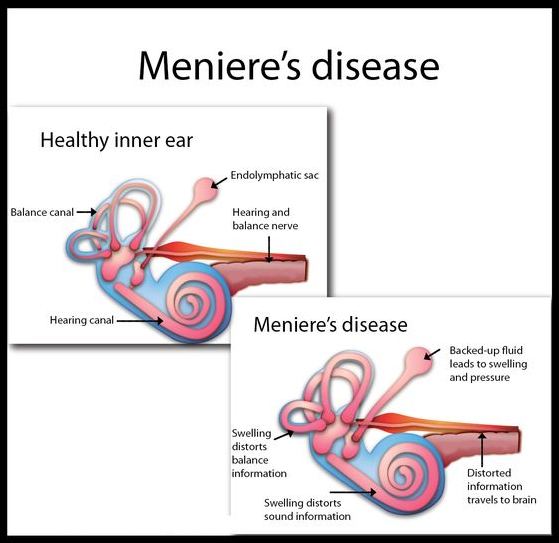 Meniere's disease
Healthy inner ear
Endolymphatic sac
Balance canal
Hearing and
balance nerve
Hearing canal
Meniere's disease
Backed-up fluid
leads to swelling
and pressure
Swelling
distorts
balance
information
Distorted
information
travels to brain
Swelling distorts
sound information